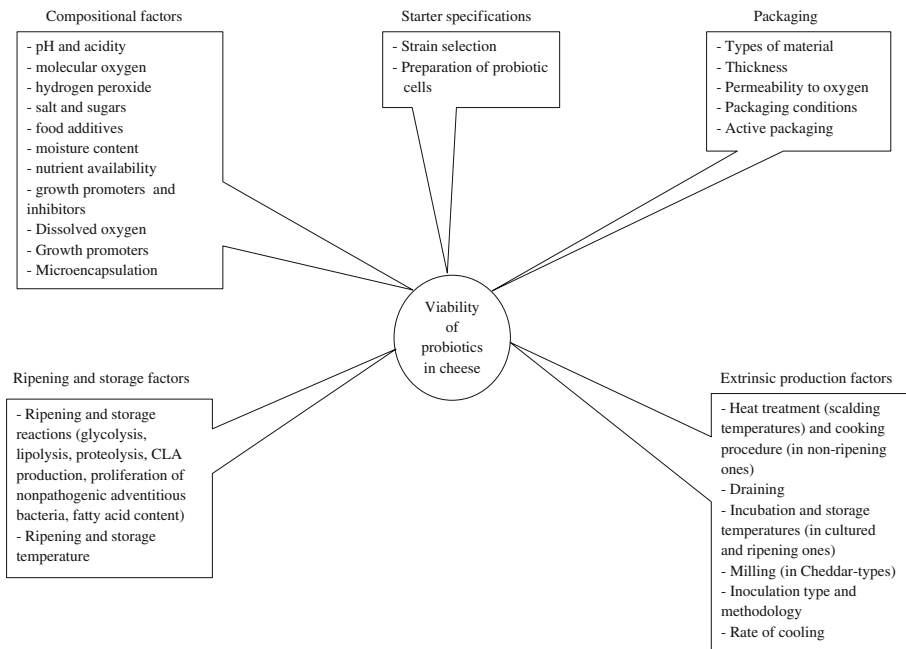 Compositional factors
- pH and acidity
- molecular oxygen
- hydrogen peroxide
- salt and sugars
- food additives
- moisture content
- nutrient availability
- growth promoters and
inhibitors
- Dissolved oxygen
- Growth promoters
- Microencapsulation
Starter specifications
- Strain selection
- Preparation of probiotic
cells
Packaging
- Types of material
- Thickness
- Permeability to oxygen
- Packaging conditions
- Active packaging
Viability
of
probiotics
in cheese
Ripening and storage factors
- Ripening and storage
reactions (glycolysis,
lipolysis, proteolysis, CLA
production, proliferation of
nonpathogenic adventitious
bacteria, fatty acid content)
- Ripening and storage
temperature
Extrinsic production factors
- Heat treatment (scalding
temperatures) and cooking
procedure (in non-ripening
ones)
- Draining
- Incubation and storage
temperatures (in cultured
and ripening ones)
- Milling (in Cheddar-types)
- Inoculation type and
methodology
- Rate of cooling